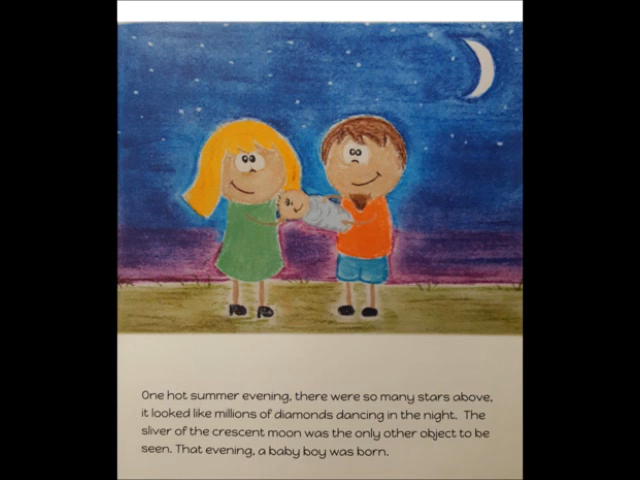 One hot summer evening, there were so many stars above,
it looked like millions of diamonds dancing in the night. The
sliver of the crescent moon was the only other object to be
seen. That evening, a baby boy was born.